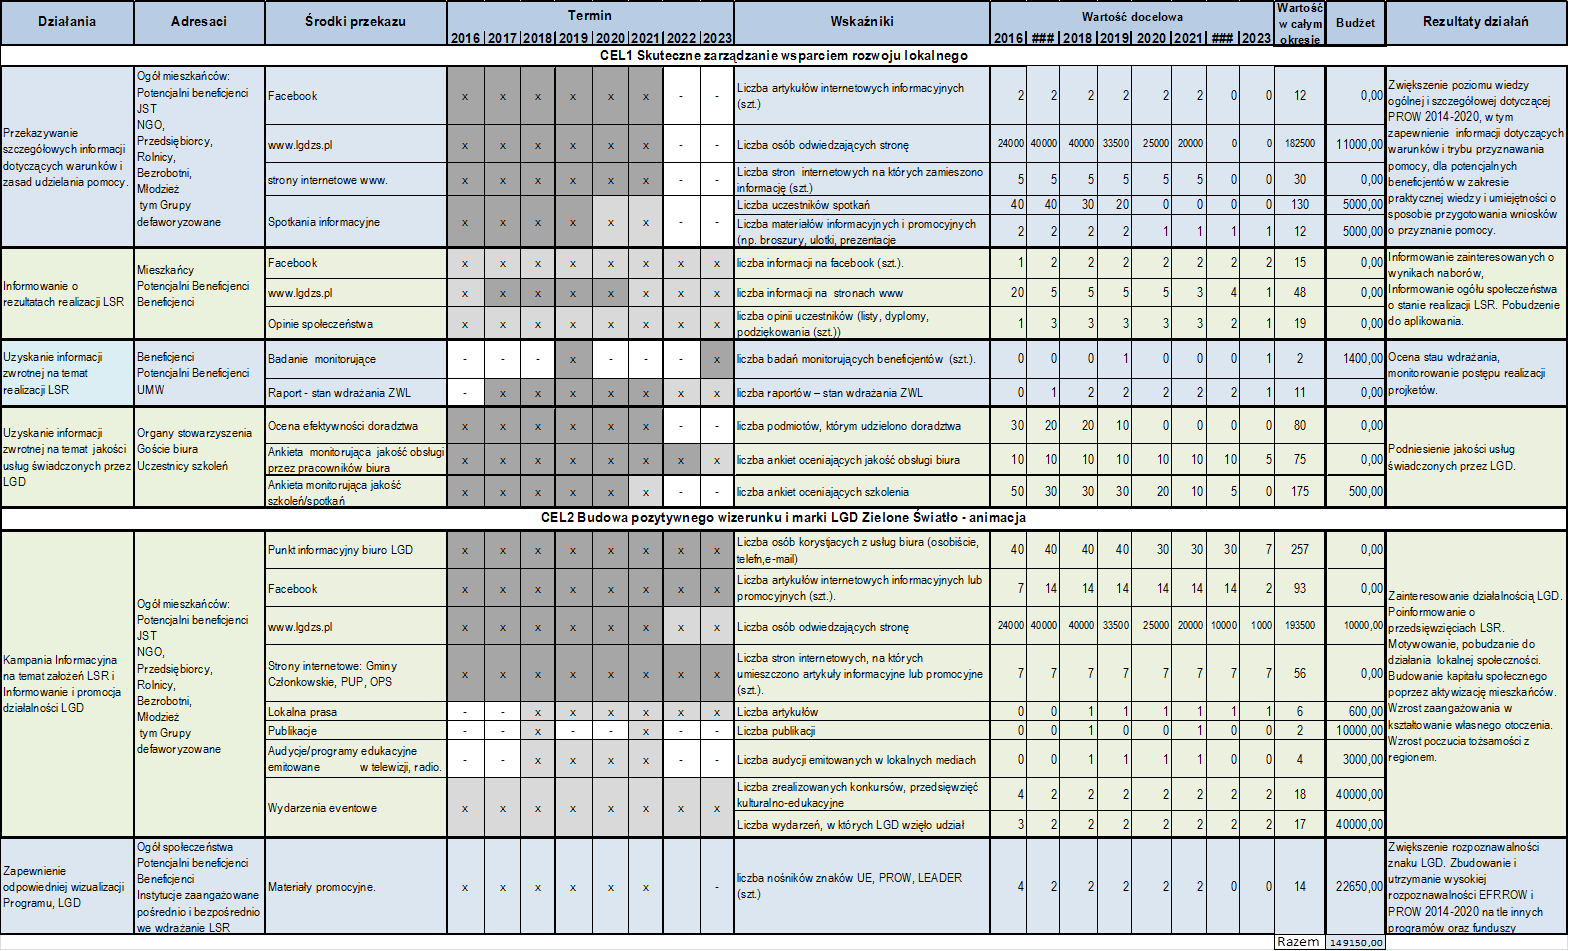 Działania Adresaci Środki przekazu Termin Wskaźniki Wartość docelowa Wartość w całym okresie Budżet Rezultaty działań
2016 2017 2018 2019 2020 2021 2022 2023 2016 ### 2018 2019 2020 2021 ### 2023
CEL1 Skuteczne zarządzanie wsparciem rozwoju lokalnego
Przekazywanie
szczegółowych informacji
dotyczących warunków i
zasad udzielania pomocy.
Ogół mieszkańców:
Potencjalni beneficjenci
JST
NGO,
Przedsiębiorcy,
Rolnicy,
Bezrobotni,
Młodzież
tym Grupy
defaworyzowane
Facebook x x x x x x - - Liczba artykułów internetowych informacyjnych
(szt.) 2 2 2 2 2 2 0 0 12 0,00
www.lgdzs.pl x x x x x x - - Liczba osób odwiedzających stronę 24000 40000 40000 33500 25000 20000 0 0 182500 11000,00
strony internetowe www. x x x x x x - - Liczba stron internetowych na których zamieszono
informację (szt.) 5 5 5 5 5 5 0 0 30 0,00
Spotkania informacyjne x x x x x x - - Liczba uczestników spotkań 40 40 30 20 0 0 0 0 130 5000,00
Liczba materiałów informacyjnych i promocyjnych
(np. broszury, ulotki, prezentacje 2 2 2 2 1 1 1 1 12 5000,00
Zwiększenie poziomu wiedzy
ogólnej i szczegółowej dotyczącej
PROW 2014-2020, w tym
zapewnienie informacji dotyczących
warunków i trybu przyznawania
pomocy, dla potencjalnych
beneficjentów w zakresie
praktycznej wiedzy i umiejętności o
sposobie przygotowania wniosków
o przyznanie pomocy.
Informowanie o
rezultatach realizacji LSR
Mieszkańcy
Potencjalni Beneficjenci
Beneficjenci
Facebook x x x x x x x x liczba informacji na facebook (szt.). 1 2 2 2 2 2 2 2 15 0,00
www.lgdzs.pl x x x x x x x x liczba informacji na stronach www 20 5 5 5 5 3 4 1 48 0,00
Opinie społeczeństwa x x x x x x x x liczba opinii uczestników (listy, dyplomy,
podziękowania (szt.)) 1 3 3 3 3 3 2 1 19 0,00
Informowanie zainteresowanych o
wynikach naborów,
Informowanie ogółu społeczeństwa
o stanie realizacji LSR. Pobudzenie
do aplikowania.
Uzyskanie informacji
zwrotnej na temat
realizacji LSR
Beneficjenci
Potencjalni Beneficjenci
UMW
Badanie monitorujące - - - x - - - x liczba badań monitorujących beneficjentów (szt.). 0 0 0 1 0 0 0 1 2 1400,00
Raport - stan wdrażania ZWL - x x x x x x x liczba raportów – stan wdrażania ZWL 0 1 2 2 2 2 2 1 11 0,00
Ocena stau wdrażania,
monitorowanie postępu realizacji
projketów.
Uzyskanie informacji
zwrotnej na temat jakości
usług świadczonych przez
LGD
Organy stowarzyszenia
Goście biura
Uczestnicy szkoleń
Ocena efektywności doradztwa x x x x x x - - liczba podmiotów, którym udzielono doradztwa 30 20 20 10 0 0 0 0 80 0,00
Ankieta monitorująca jakość obsługi
przez pracowników biura x x x x x x x x liczba ankiet oceniających jakość obsługi biura 10 10 10 10 10 10 10 5 75 0,00
Ankieta monitorująca jakość
szkoleń/spotkań x x x x x x - - liczba ankiet oceniających szkolenia 50 30 30 30 20 10 5 0 175 500,00
Podniesienie jakości usług
świadczonych przez LGD.
CEL2 Budowa pozytywnego wizerunku i marki LGD Zielone Światło - animacja
Kampania Informacyjna
na temat założeń LSR i
Informowanie i promocja
działalności LGD
Ogół mieszkańców:
Potencjalni beneficjenci
JST
NGO,
Przedsiębiorcy,
Rolnicy,
Bezrobotni,
Młodzież
tym Grupy
defaworyzowane
Punkt informacyjny biuro LGD x x x x x x x x Liczba osób korystjacych z usług biura (osobiście,
telefn,e-mail) 40 40 40 40 30 30 30 7 257 0,00
Facebook x x x x x x x x Liczba artykułów internetowych informacyjnych lub
promocyjnych (szt.). 7 14 14 14 14 14 14 2 93 0,00
www.lgdzs.pl x x x x x x x x Liczba osób odwiedzających stronę 24000 40000 40000 33500 25000 20000 10000 1000 193500 10000,00
Strony internetowe: Gminy
Członkowskie, PUP, OPS x x x x x x x x Liczba stron internetowych, na których
umieszczono artykuły informacyjne lub promocyjne
(szt.). 7 7 7 7 7 7 7 7 56 0,00
Lokalna prasa - - x x x x x x Liczba artykułów 0 0 1 1 1 1 1 1 6 600,00
Publikacje - - x - - x - - Liczba publikacji 0 0 1 0 0 1 0 0 2 10000,00
Audycje/programy edukacyjne
emitowane w telewizji, radio. - - x x x x - - Liczba audycji emitowanych w lokalnych mediach 0 0 1 1 1 1 0 0 4 3000,00
Wydarzenia eventowe x x x x x x x x Liczba zrealizowanych konkursów, przedsięwzięć
kulturalno-edukacyjne 4 2 2 2 2 2 2 2 18 40000,00
Liczba wydarzeń, w których LGD wzięło udział 3 2 2 2 2 2 2 2 17 40000,00
Zainteresowanie działalnością LGD.
Poinformowanie o
przedsięwzięciach LSR.
Motywowanie, pobudzanie do
działania lokalnej społeczności.
Budowanie kapitału społecznego
poprzez aktywizację mieszkańców.
Wzrost zaangażowania w
kształtowanie własnego otoczenia.
Wzrost poczucia tożsamości z
regionem.
Zapewnienie
odpowiedniej wizualizacji
Programu, LGD
Ogół społeczeństwa
Potencjalni beneficjenci
Beneficjenci
Instytucje zaangażowane
pośrednio i bezpośrednio
we wdrażanie LSR
Materiały promocyjne. x x x x x x - liczba nośników znaków UE, PROW, LEADER
(szt.) 4 2 2 2 2 2 0 0 14 22650,00
Zwiększenie rozpoznawalności
znaku LGD. Zbudowanie i
utrzymanie wysokiej
rozpoznawalności EFRROW i
PROW 2014-2020 na tle innych
programów oraz funduszy
Razem 149150,00